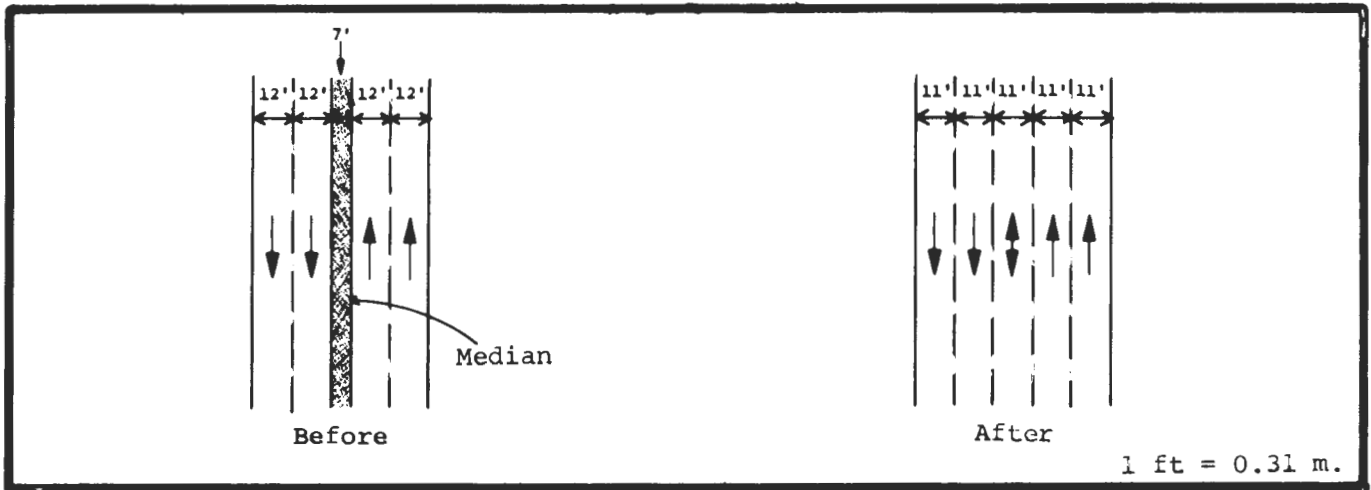 7'
12' 12' 12' 12'
11' 11' 11' 11' 11'
Median
Before
After
1 ft = 0.31 m.